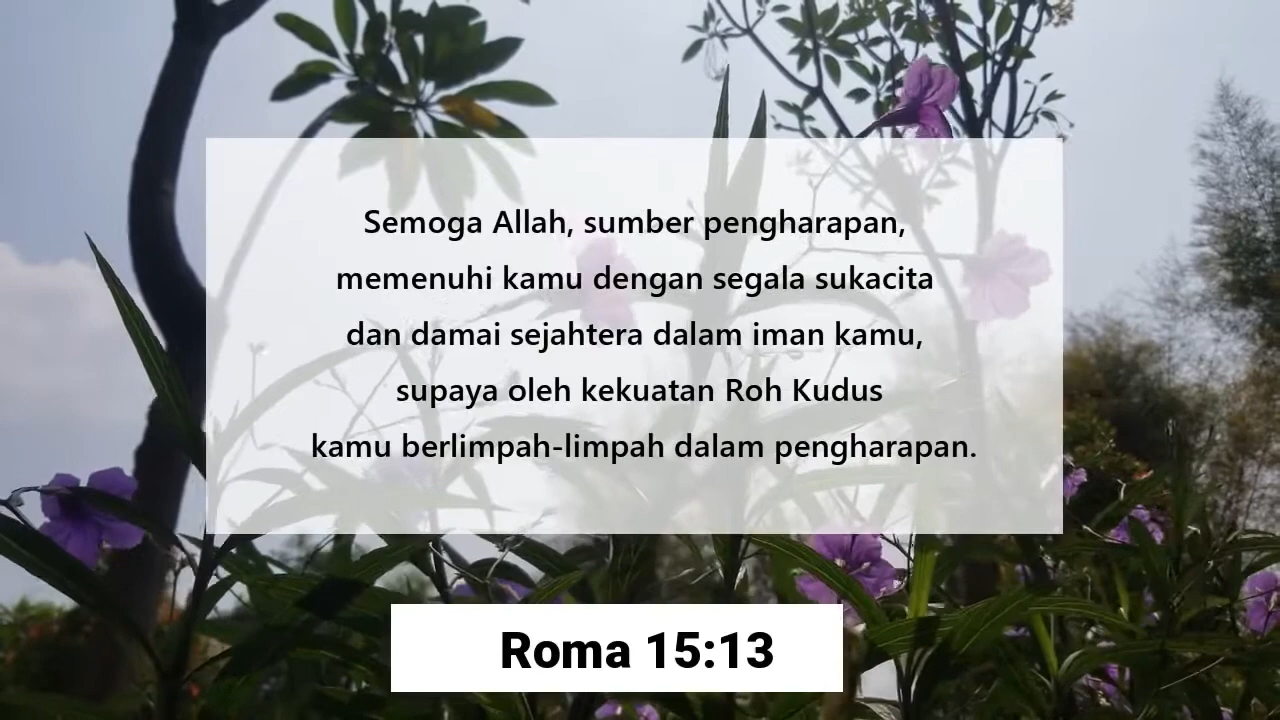 Semoga Allah, sumber pengharapan,
memenuhi kamu dengan segala sukacita
dan damai sejahtera dalam iman kamu,
supaya oleh kekuatan Roh Kudus
kamu berlimpah-limpah dalam pengharapan.
Roma 15:13